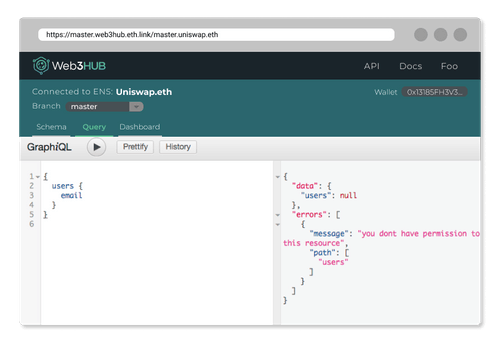 https://master.web3hub.eth.link/master.uniswap.eth
Web3HUB
API Docs Foo
Connected to ENS: Uniswap.eth
Wallet 0x13185FH3V3...
Branch master
Schema Query Dashboard
GraphiQL Prettify History
1 {
2 users {
3 email
4 }
5 }
6
{
"data": {
"users": null
},
"errors": [
{
"message": "you dont have permission to
this resource",
"path": [
"users"
]
}
]
}